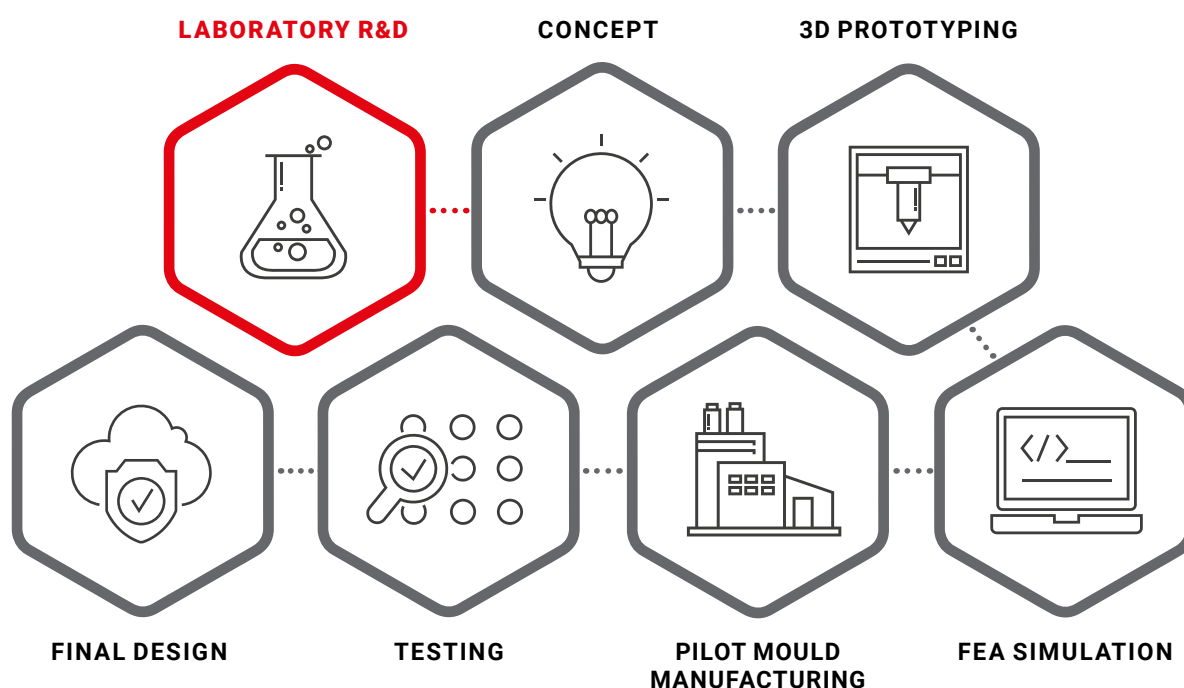 LABORATORY R&D
CONCEPT
3D PROTOTYPING
FINAL DESIGN
TESTING
PILOT MOULD
MANUFACTURING
FEA SIMULATION